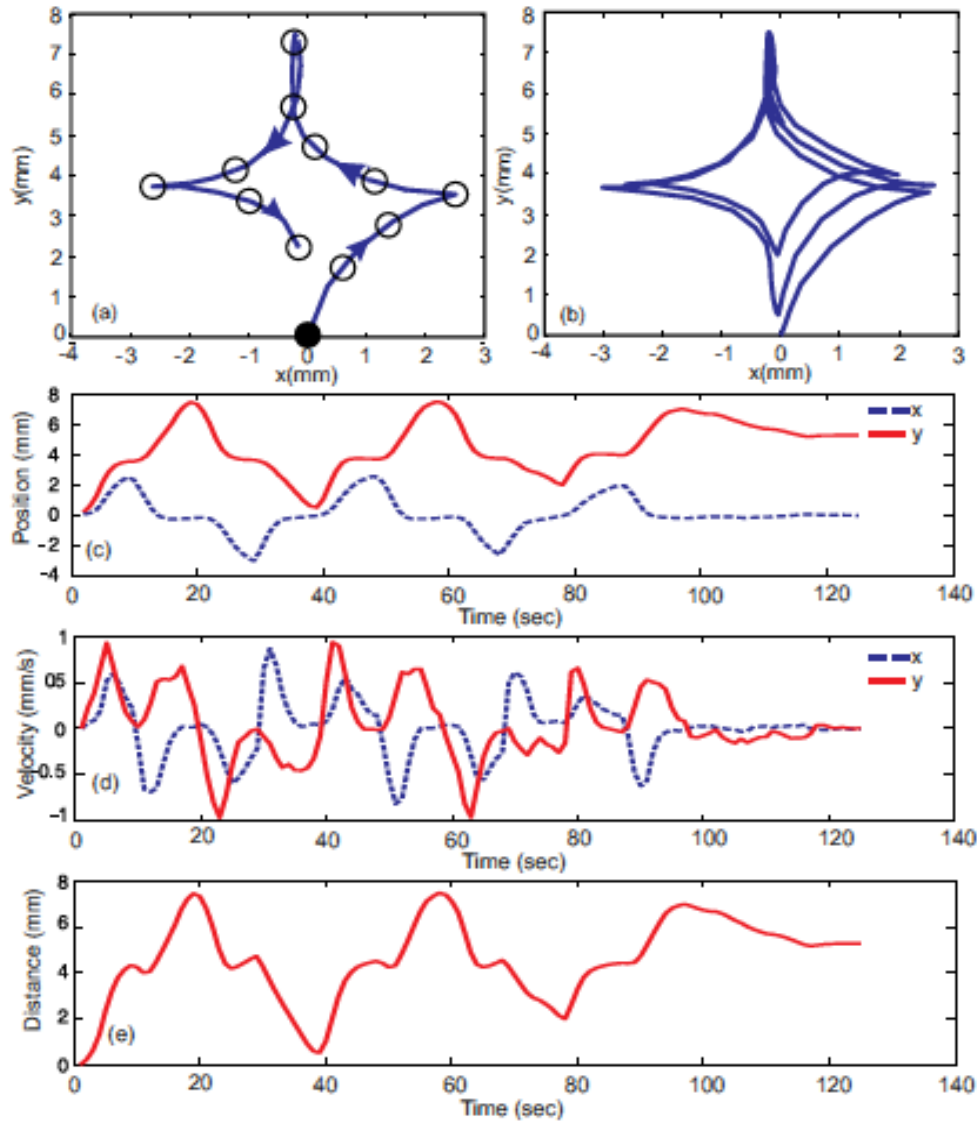 8 8
7 7
6 6
5 5
y(mm) 4 y(mm) 4
3 3
2 2
1 (a) 1 (b)
0 0
-4 -3 -2 -1 0 1 2 3 -4 -3 -2 -1 0 1 2 3
x(mm) x(mm)
8 x
6 y
4
Position (mm) 2
0
-2 (c)
-4
0 20 40 60 80 100 120 140
Time (sec)
1 x
05 y
Velocity (mm/s) 0
-0.5 (d)
-1
0 20 40 60 80 100 120 140
Time (sec)
8
6
Distance (mm) 4
2 (e)
0
0 20 40 60 80 100 120 140
Time (sec)